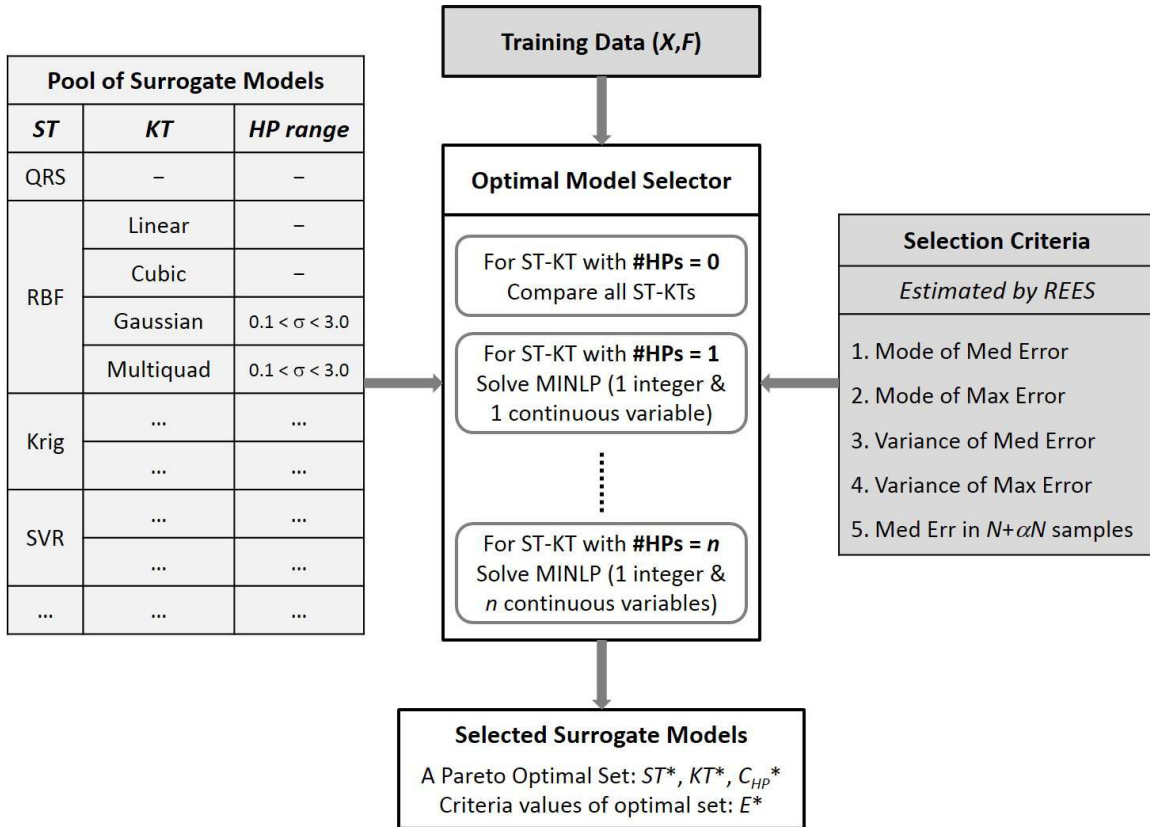 Training Data (X,F)
Pool of Surrogate Models
ST KT HP range
QRS – –
RBF
Linear –
Cubic –
Gaussian 0.1 < σ < 3.0
Multiquad 0.1 < σ < 3.0
Krig
... ...
... ...
SVR
... ...
... ...
... ... ...
Optimal Model Selector
For ST-KT with #HPs = 0
Compare all ST-KTs
For ST-KT with #HPs = 1
Solve MINLP (1 integer &
1 continuous variable)
For ST-KT with #HPs = n
Solve MINLP (1 integer &
n continuous variables)
Selection Criteria
Estimated by REES
1. Mode of Med Error
2. Mode of Max Error
3. Variance of Med Error
4. Variance of Max Error
5. Med Err in N+αN samples
Selected Surrogate Models
A Pareto Optimal Set: ST*, KT*, C_HP*
Criteria values of optimal set: E*